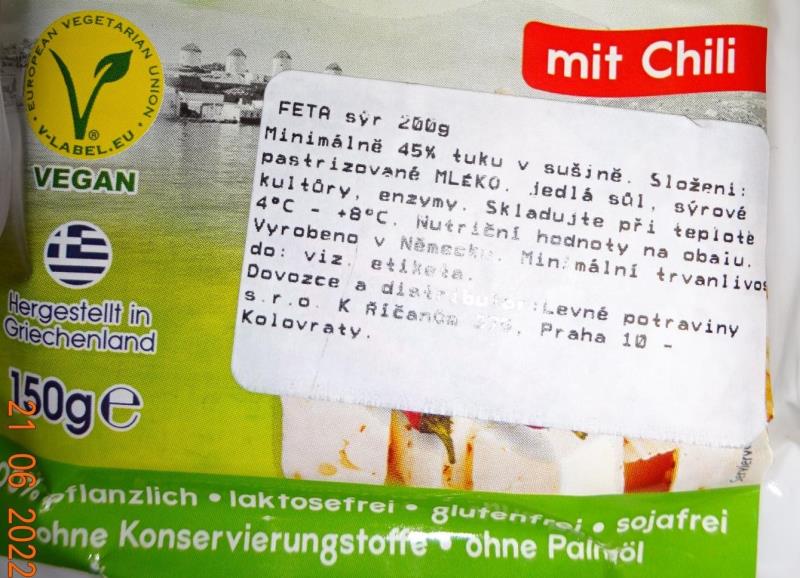 EUROPEAN VEGETARIAN UNION
V-LABEL.EU
VEGAN
mit Chili
FETA sýr 200g
Minimálně 45% tuku v sušině. Složení:
pastrizované MLÉKO, jedlá sůl, sýrové
kultůry, enzymy. Skladujte při teplotě
4°C - +8°C. Nutriční hodnoty na obalu.
Vyrobeno v Německu. Minimální trvanlivos
do: viz. etiketa.
Dovozce a distributor:Levné potraviny
s.r.o. K Říčanům Praha 10 -
Kolovraty.
Hergestellt in
Griechenland
150g e
pflanzlich • laktosefrei • glutenfrei • sojafrei
ohne Konservierungstoffe • ohne Palmöl
21 06 2022